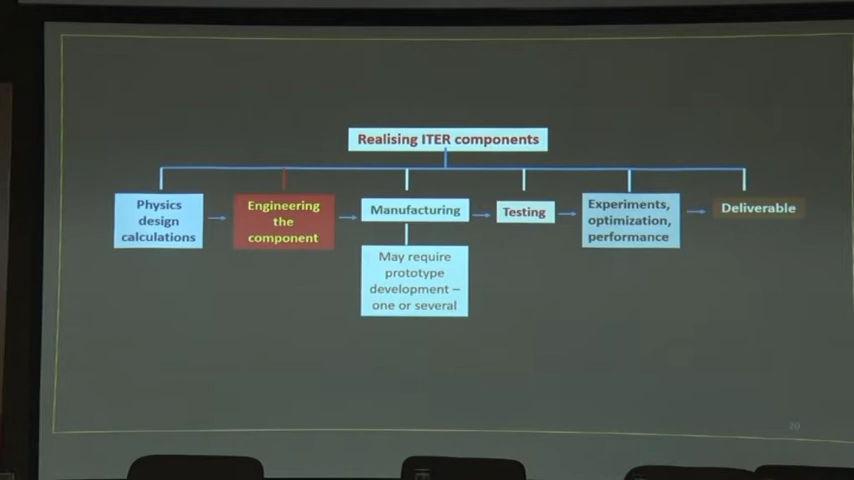 Realising ITER components
Physics
design
calculations
Engineering
the
component
Manufacturing
Testing
Experiments,
optimization,
performance
Deliverable
May require
prototype
development –
one or several
20